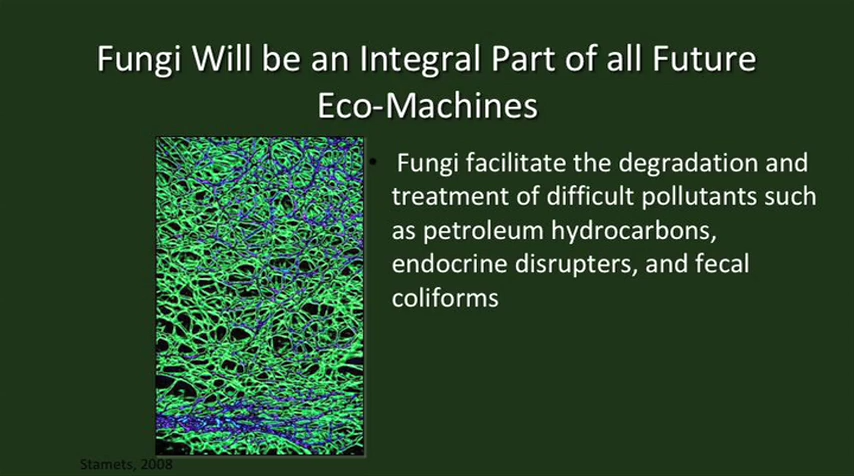 Fungi Will be an Integral Part of all Future
Eco-Machines
• Fungi facilitate the degradation and
treatment of difficult pollutants such
as petroleum hydrocarbons,
endocrine disrupters, and fecal
coliforms
Stamets, 2008